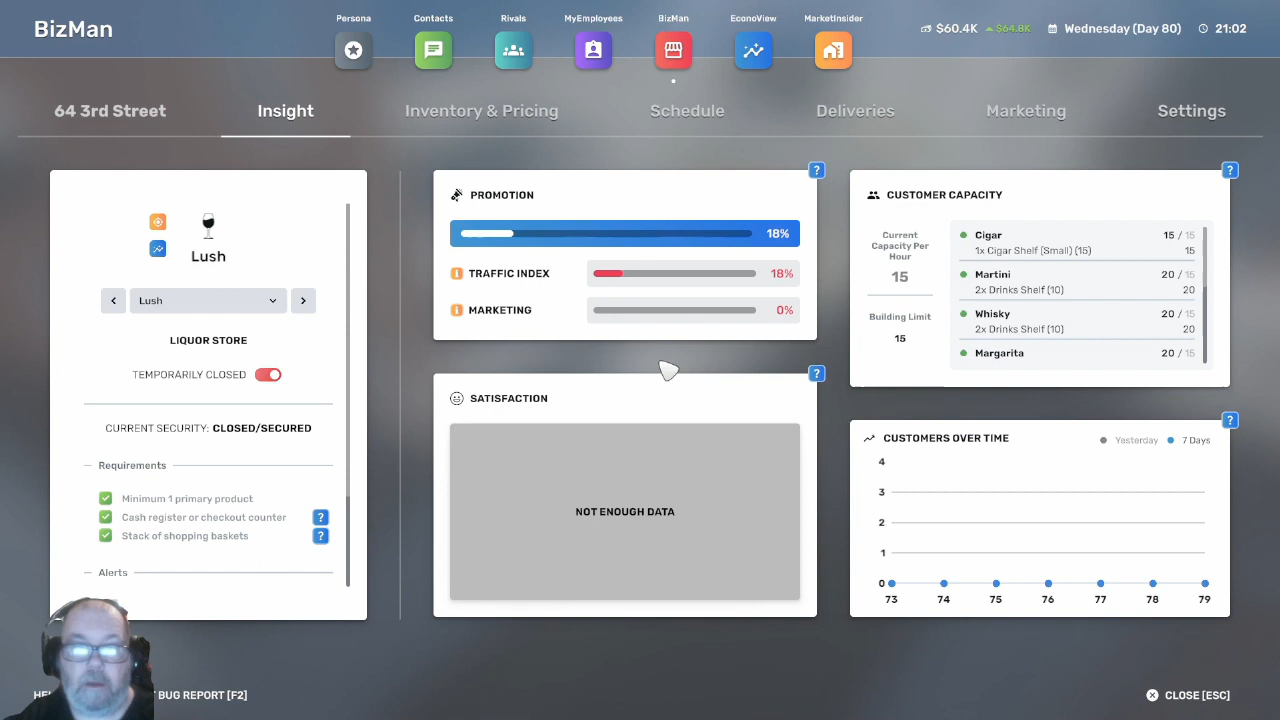 BizMan
Persona
Contacts
Rivals
MyEmployees
BizMan
EconoView
MarketInsider
$60.4K
$64.8K
Wednesday (Day 80)
21:02
64 3rd Street
Insight
Inventory & Pricing
Schedule
Deliveries
Marketing
Settings
Lush
Lush
LIQUOR STORE
TEMPORARILY CLOSED
CURRENT SECURITY: CLOSED/SECURED
Requirements
Minimum 1 primary product
Cash register or checkout counter ?
Stack of shopping baskets ?
Alerts
PROMOTION ?
18%
TRAFFIC INDEX 18%
MARKETING 0%
SATISFACTION ?
NOT ENOUGH DATA
CUSTOMER CAPACITY ?
Current
Capacity Per
Hour
15
Building Limit
15
Cigar 15 / 15
1x Cigar Shelf (Small) (15) 15
Martini 20 / 15
2x Drinks Shelf (10) 20
Whisky 20 / 15
2x Drinks Shelf (10) 20
Margarita 20 / 15
CUSTOMERS OVER TIME ?
Yesterday 7 Days
4
3
2
1
0
73 74 75 76 77 78 79
BUG REPORT [F2]
CLOSE [ESC]